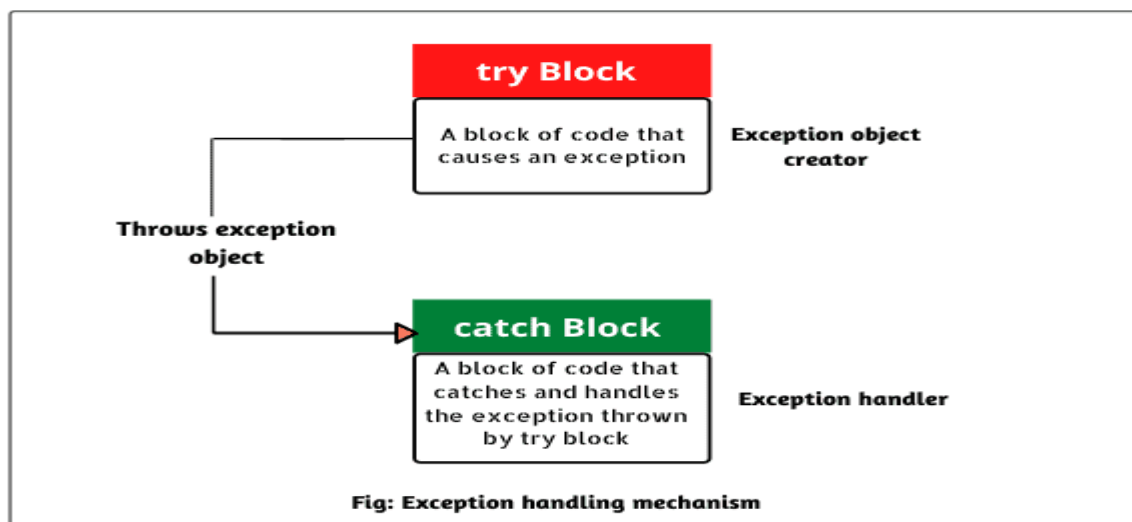 try Block
A block of code that
causes an exception
Exception object
creator
Throws exception
object
catch Block
A block of code that
catches and handles
the exception thrown
by try block
Exception handler
Fig: Exception handling mechanism